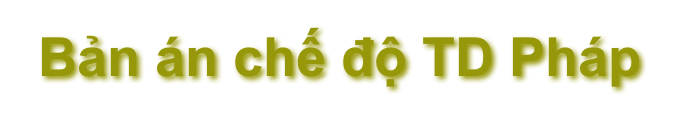 Bản án chế độ TD Pháp